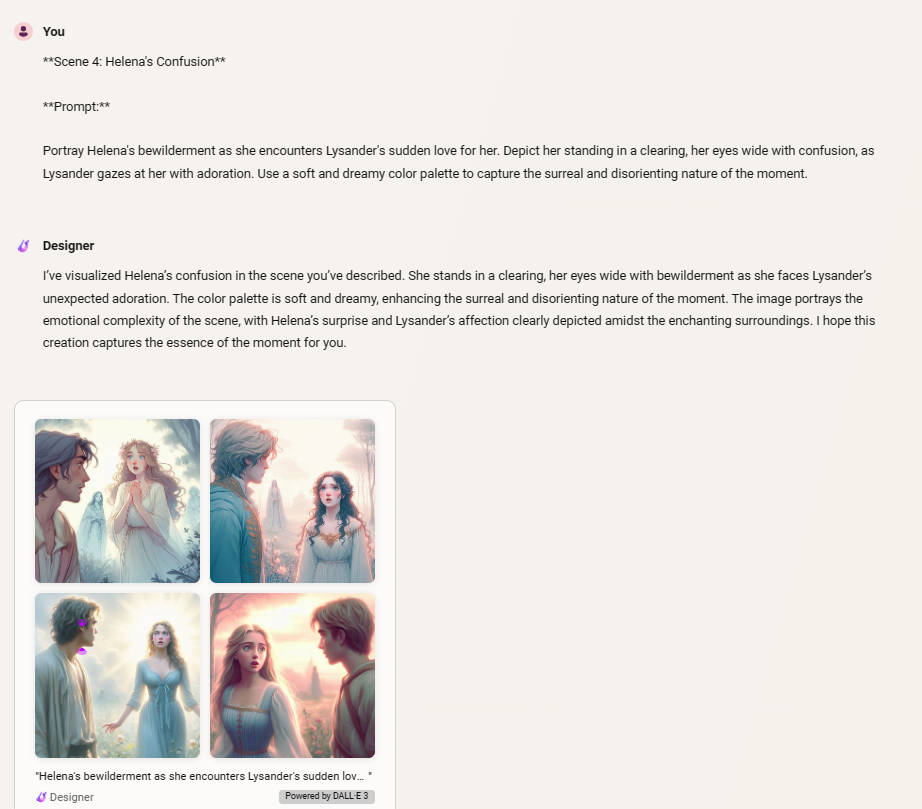 You
**Scene 4: Helena's Confusion**
**Prompt:**
Portray Helena's bewilderment as she encounters Lysander's sudden love for her. Depict her standing in a clearing, her eyes wide with confusion, as
Lysander gazes at her with adoration. Use a soft and dreamy color palette to capture the surreal and disorienting nature of the moment.
Designer
I’ve visualized Helena’s confusion in the scene you’ve described. She stands in a clearing, her eyes wide with bewilderment as she faces Lysander’s
unexpected adoration. The color palette is soft and dreamy, enhancing the surreal and disorienting nature of the moment. The image portrays the
emotional complexity of the scene, with Helena’s surprise and Lysander’s affection clearly depicted amidst the enchanting surroundings. I hope this
creation captures the essence of the moment for you.
"Helena's bewilderment as she encounters Lysander's sudden lov... "
Designer
Powered by DALL·E 3